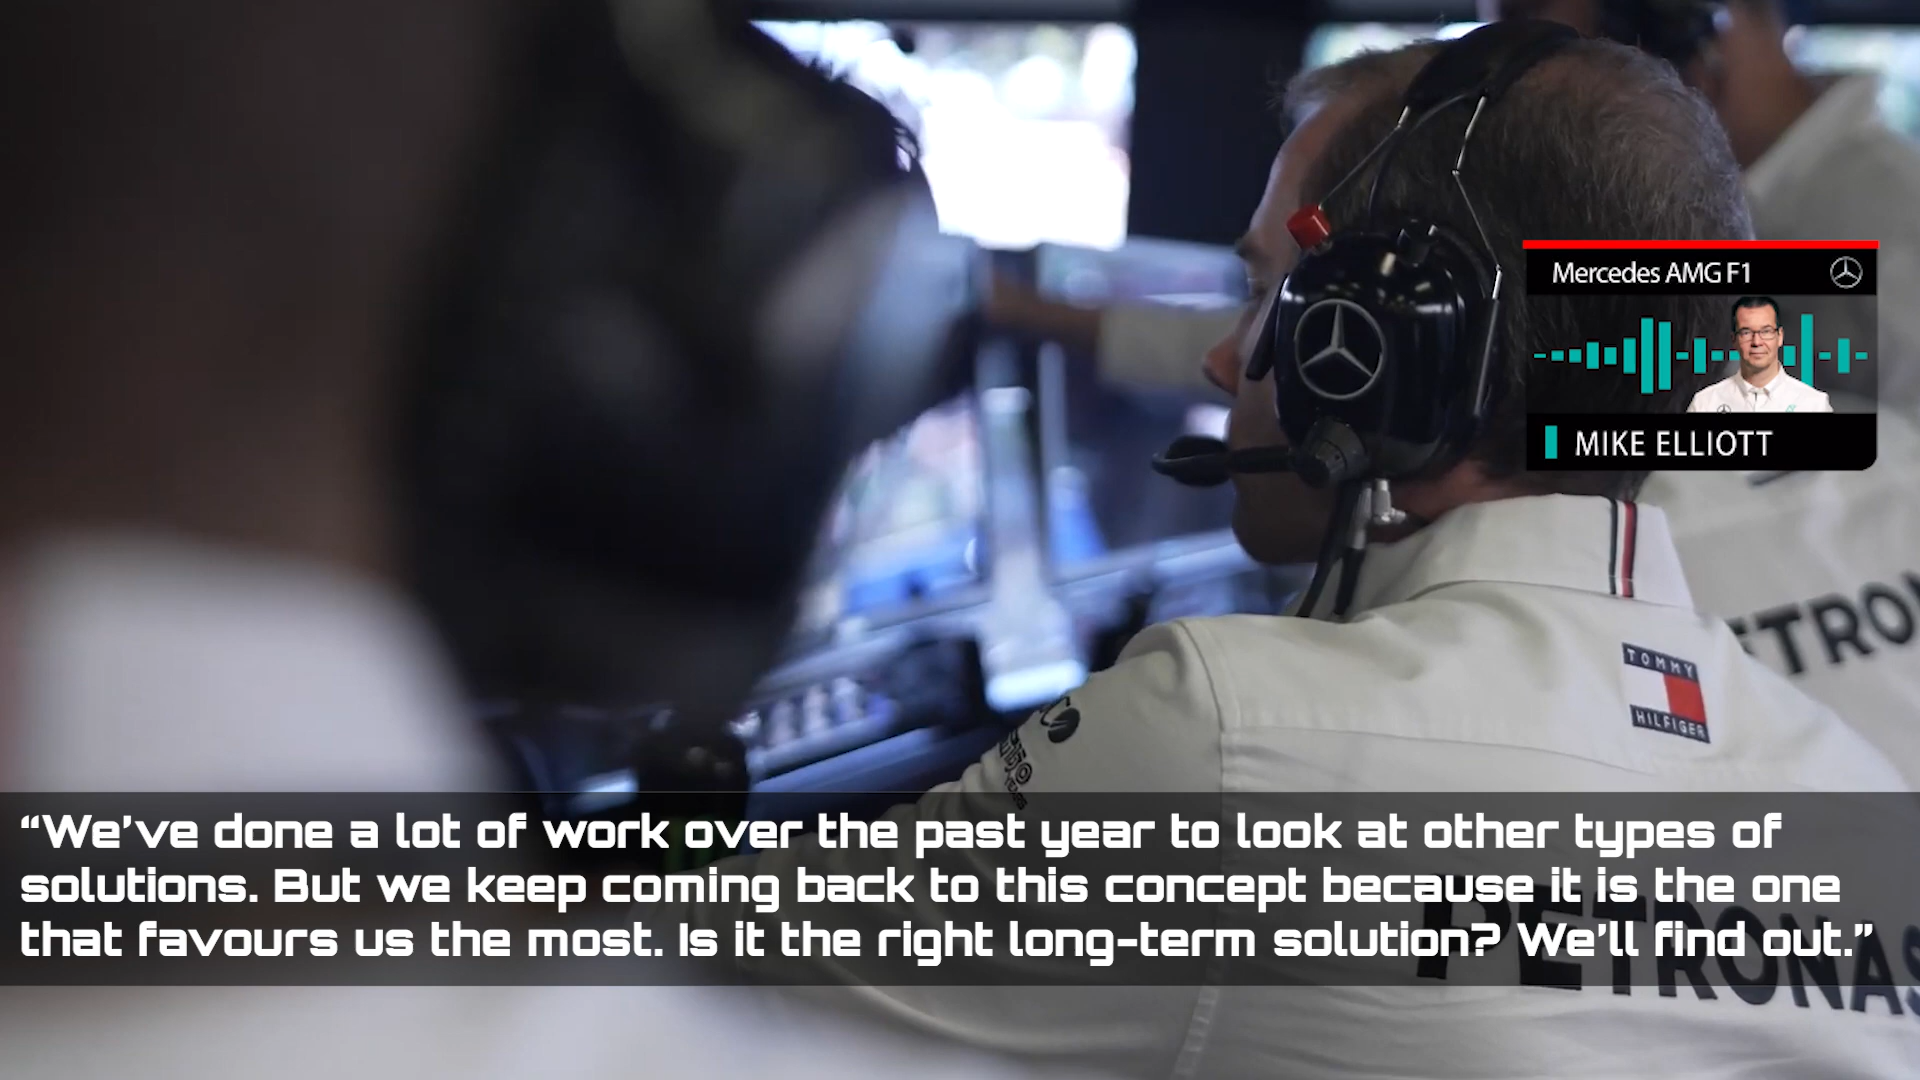 Mercedes AMG F1
MIKE ELLIOTT
TOMMY
HILFIGER
“We’ve done a lot of work over the past year to look at other types of
solutions. But we keep coming back to this concept because it is the one
that favours us the most. Is it the right long-term solution? We’ll find out.”
PETRONAS